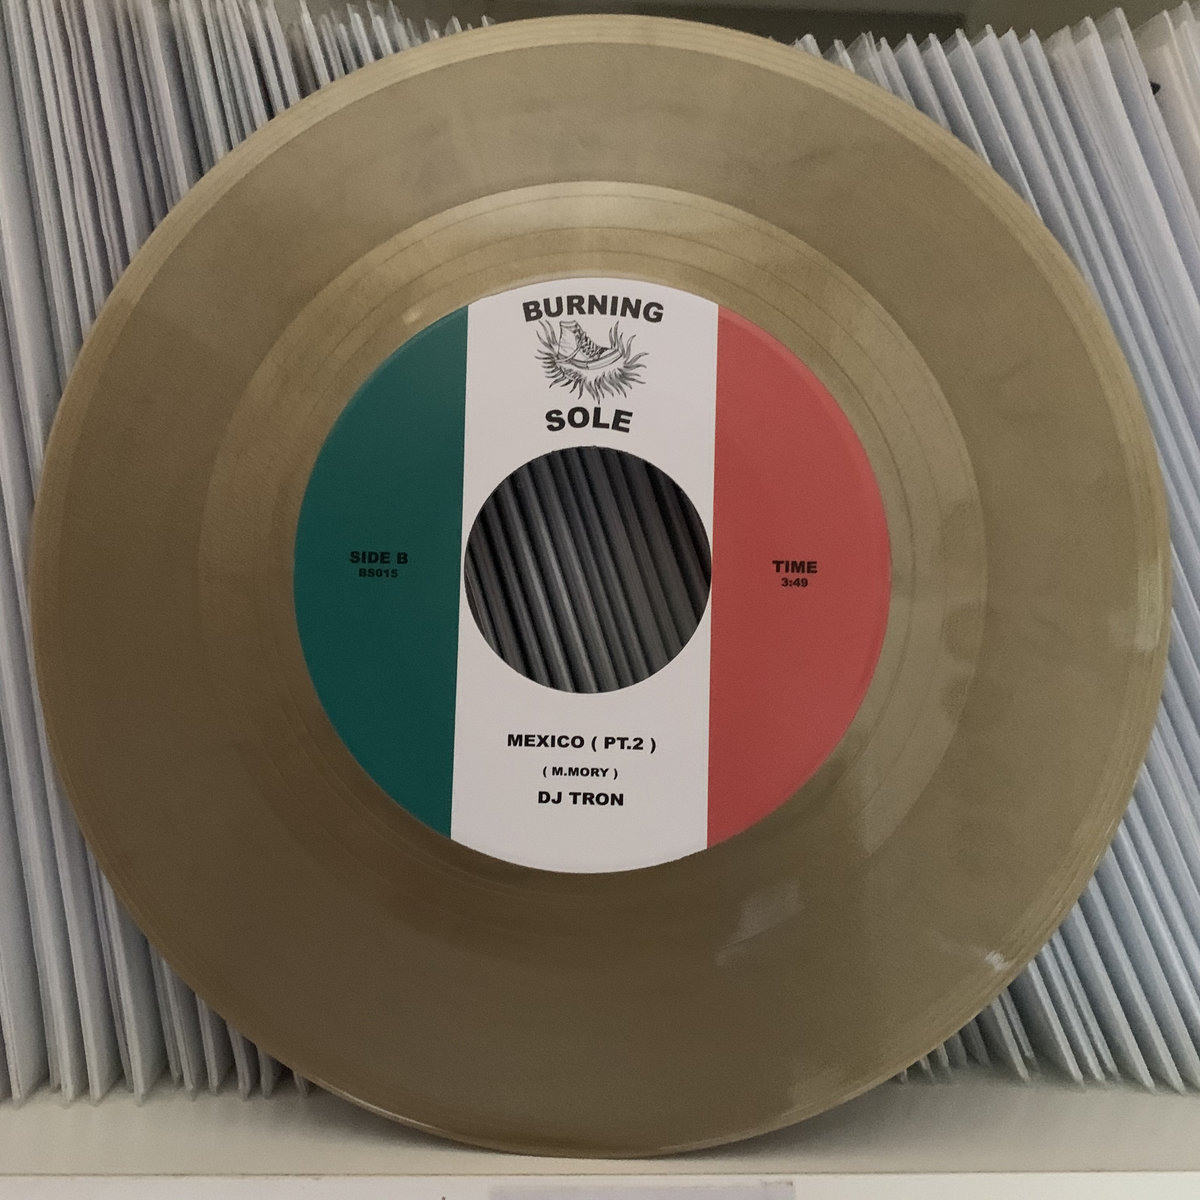 BURNING
SOLE
SIDE B
BS015
TIME
3:49
MEXICO ( PT.2 )
( M.MORY )
DJ TRON